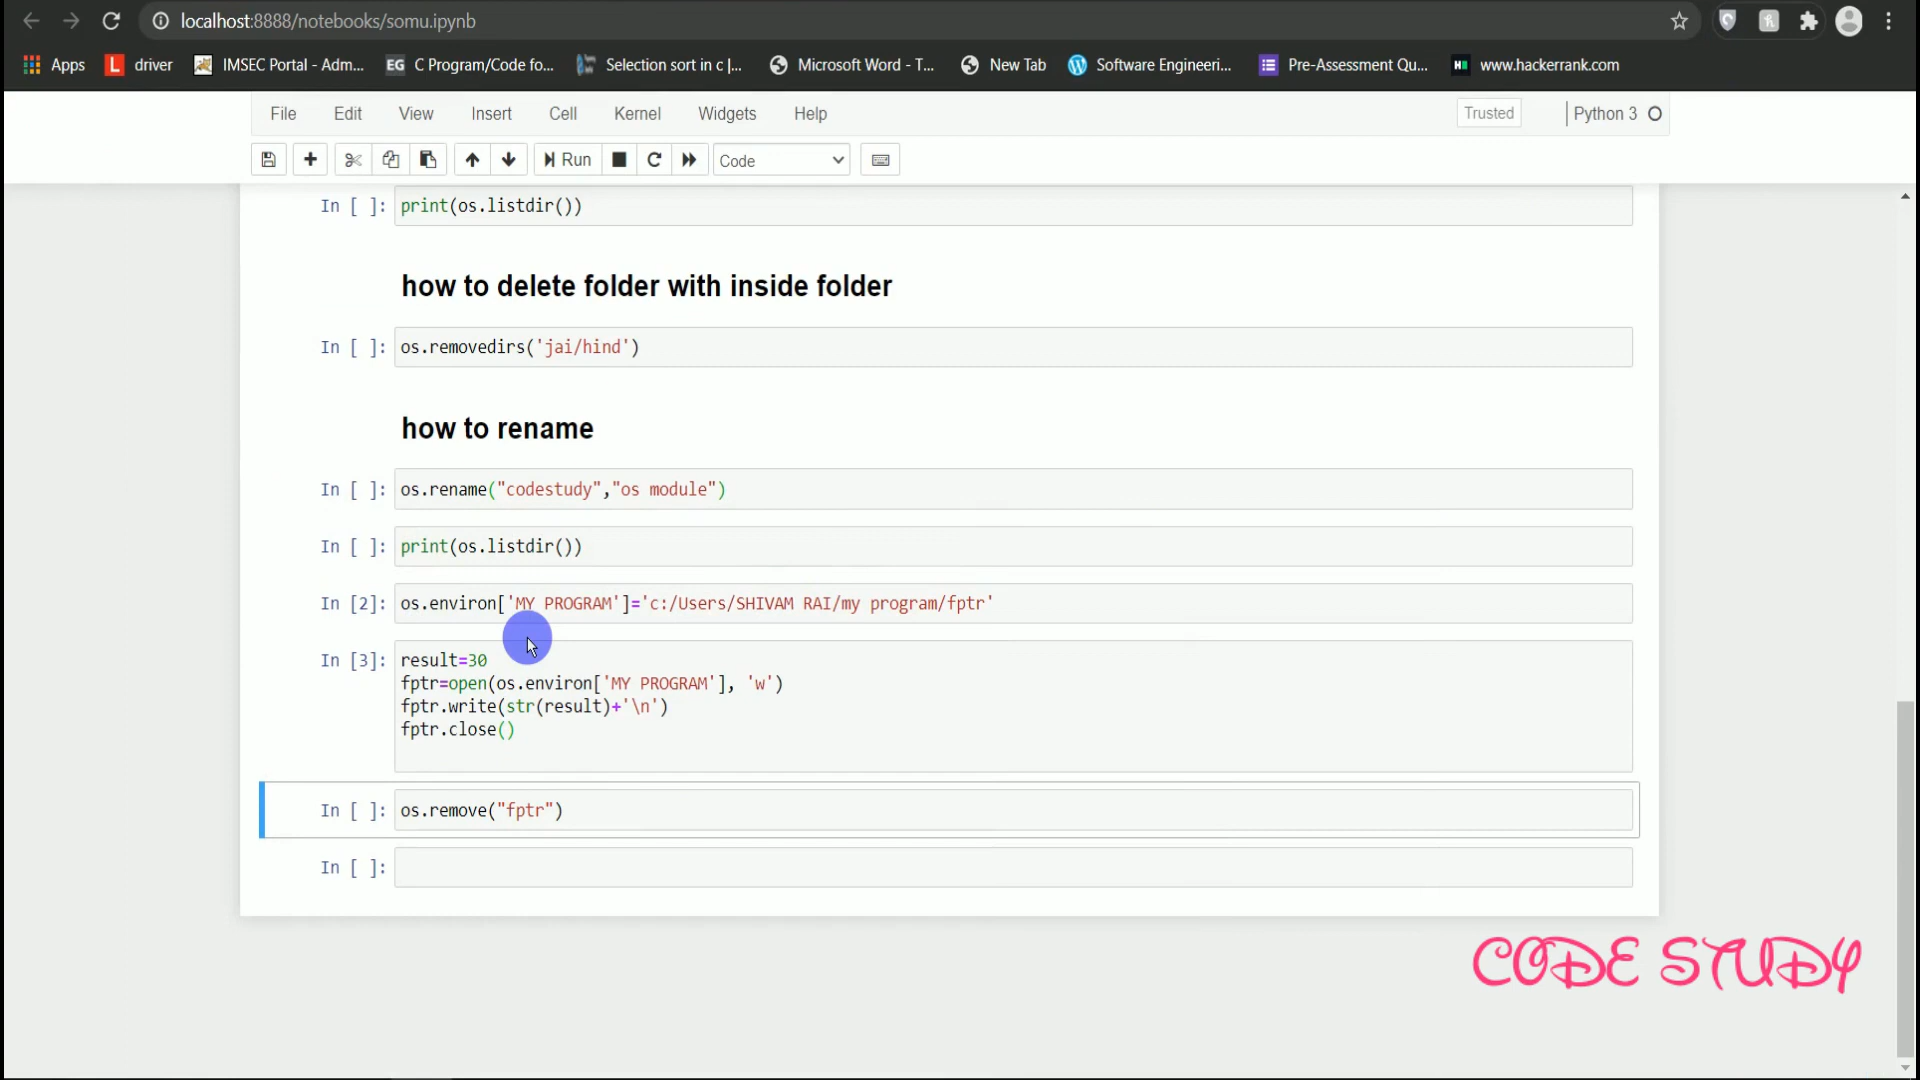 localhost:8888/notebooks/somu.ipynb
Apps
driver
IMSEC Portal - Adm...
EG C Program/Code fo...
Selection sort in c |...
Microsoft Word - T...
New Tab
Software Engineeri...
Pre-Assessment Qu...
www.hackerrank.com
File Edit View Insert Cell Kernel Widgets Help
Trusted
Python 3
Run
Code
In [ ]: print(os.listdir())
how to delete folder with inside folder
In [ ]: os.removedirs('jai/hind')
how to rename
In [ ]: os.rename("codestudy","os module")
In [ ]: print(os.listdir())
In [2]: os.environ['MY PROGRAM']='c:/Users/SHIVAM RAI/my program/fptr'
In [3]: result=30
fptr=open(os.environ['MY PROGRAM'], 'w')
fptr.write(str(result)+'\n')
fptr.close()
In [ ]: os.remove("fptr")
In [ ]:
CODE STUDY